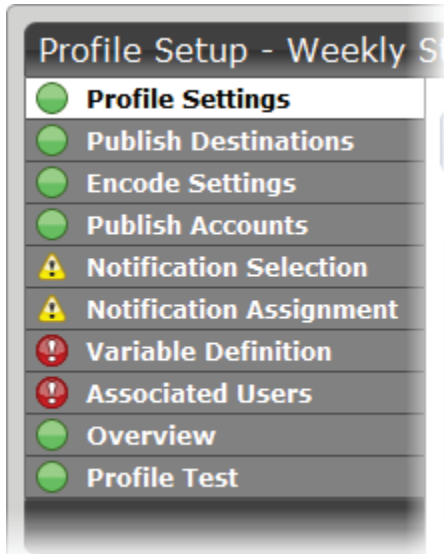 Profile Setup - Weekly
Profile Settings
Publish Destinations
Encode Settings
Publish Accounts
Notification Selection
Notification Assignment
Variable Definition
Associated Users
Overview
Profile Test